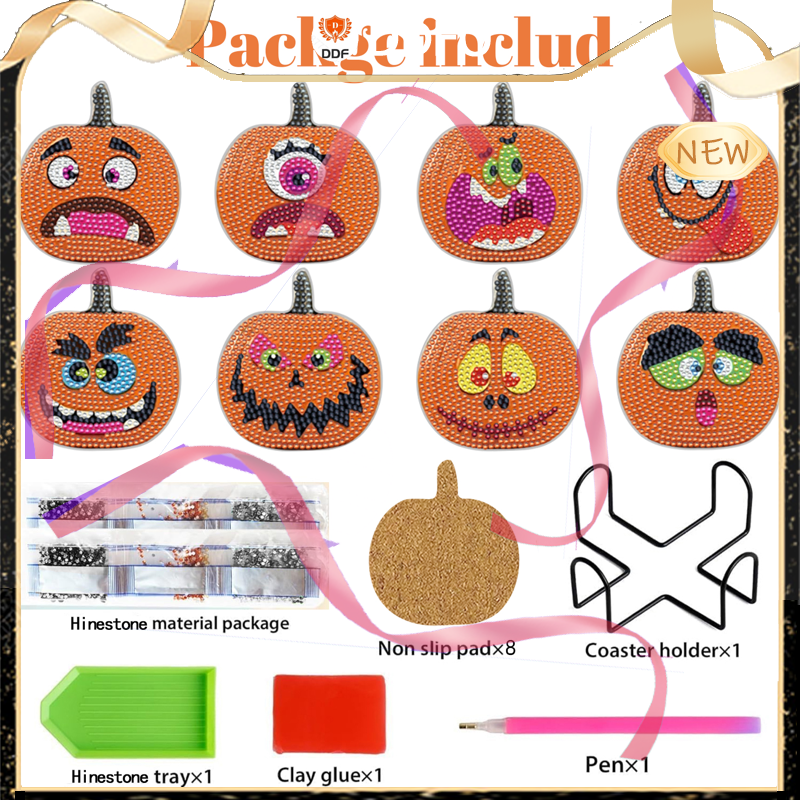 Packge includ
DDF
NEW
Hinestone material package
Non slip pad×8
Coaster holder×1
Hinestone tray×1
Clay glue×1
Pen×1